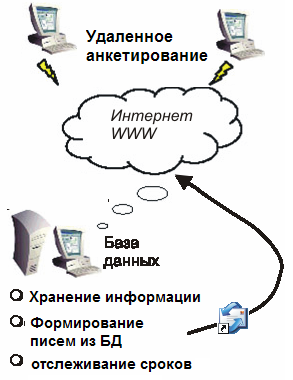 Удаленное
анкетирование
Интернет
WWW
База
данных
Хранение информации
Формирование
писем из БД
отслеживание сроков